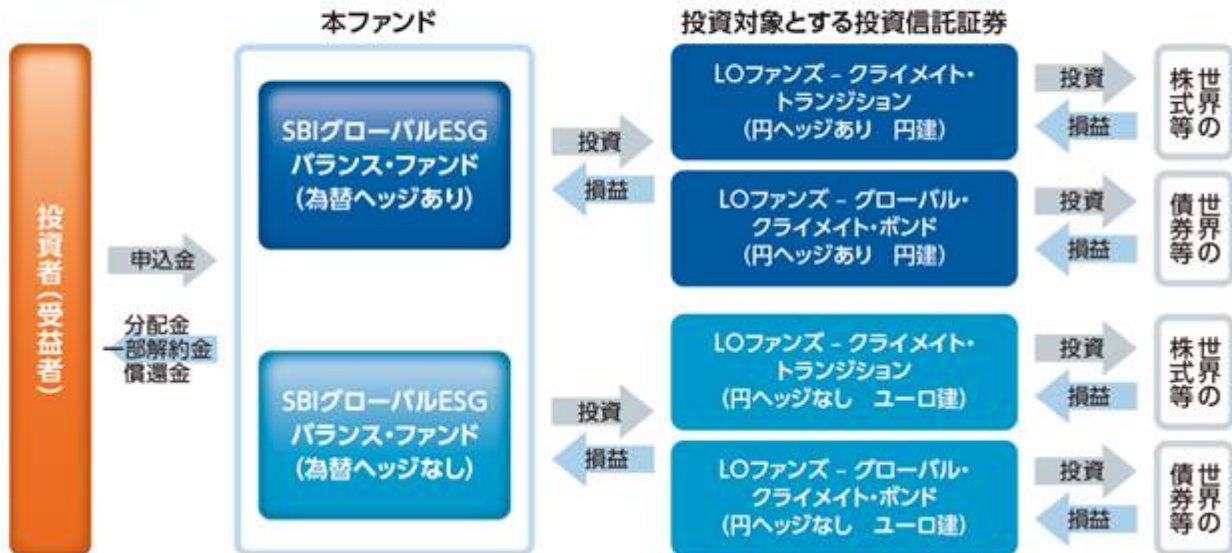 本ファンド
投資対象とする投資信託証券
投資者(受益者)
申込金
分配金
一部解約金
償還金
SBIグローバルESG
バランス・ファンド
(為替ヘッジあり)
投資
損益
LOファンズ – クライメイト・
トランジション
(円ヘッジあり 円建)
投資
損益
世界の
株式等
LOファンズ – グローバル・
クライメイト・ボンド
(円ヘッジあり 円建)
投資
損益
世界の
債券等
SBIグローバルESG
バランス・ファンド
(為替ヘッジなし)
投資
損益
LOファンズ – クライメイト・
トランジション
(円ヘッジなし ユーロ建)
投資
損益
世界の
株式等
LOファンズ – グローバル・
クライメイト・ボンド
(円ヘッジなし ユーロ建)
投資
損益
世界の
債券等